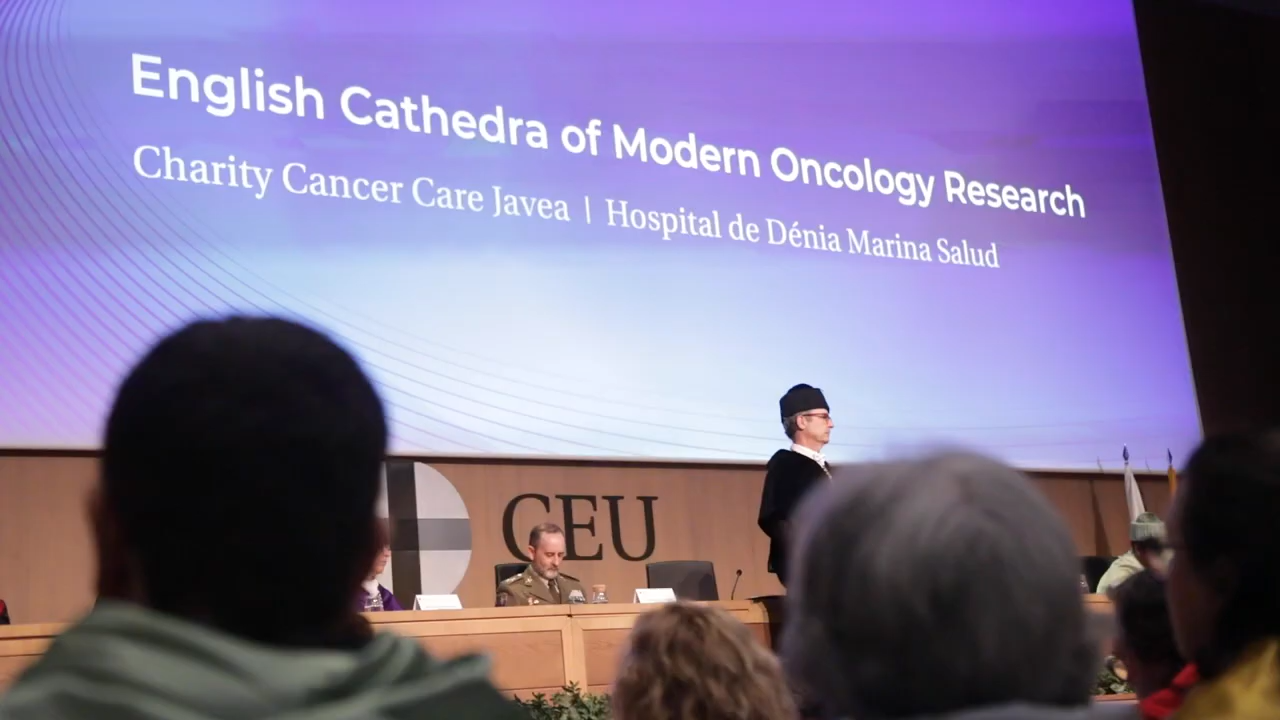 English Cathedra of Modern Oncology Research
Charity Cancer Care Javea | Hospital de Dénia Marina Salud
CEU